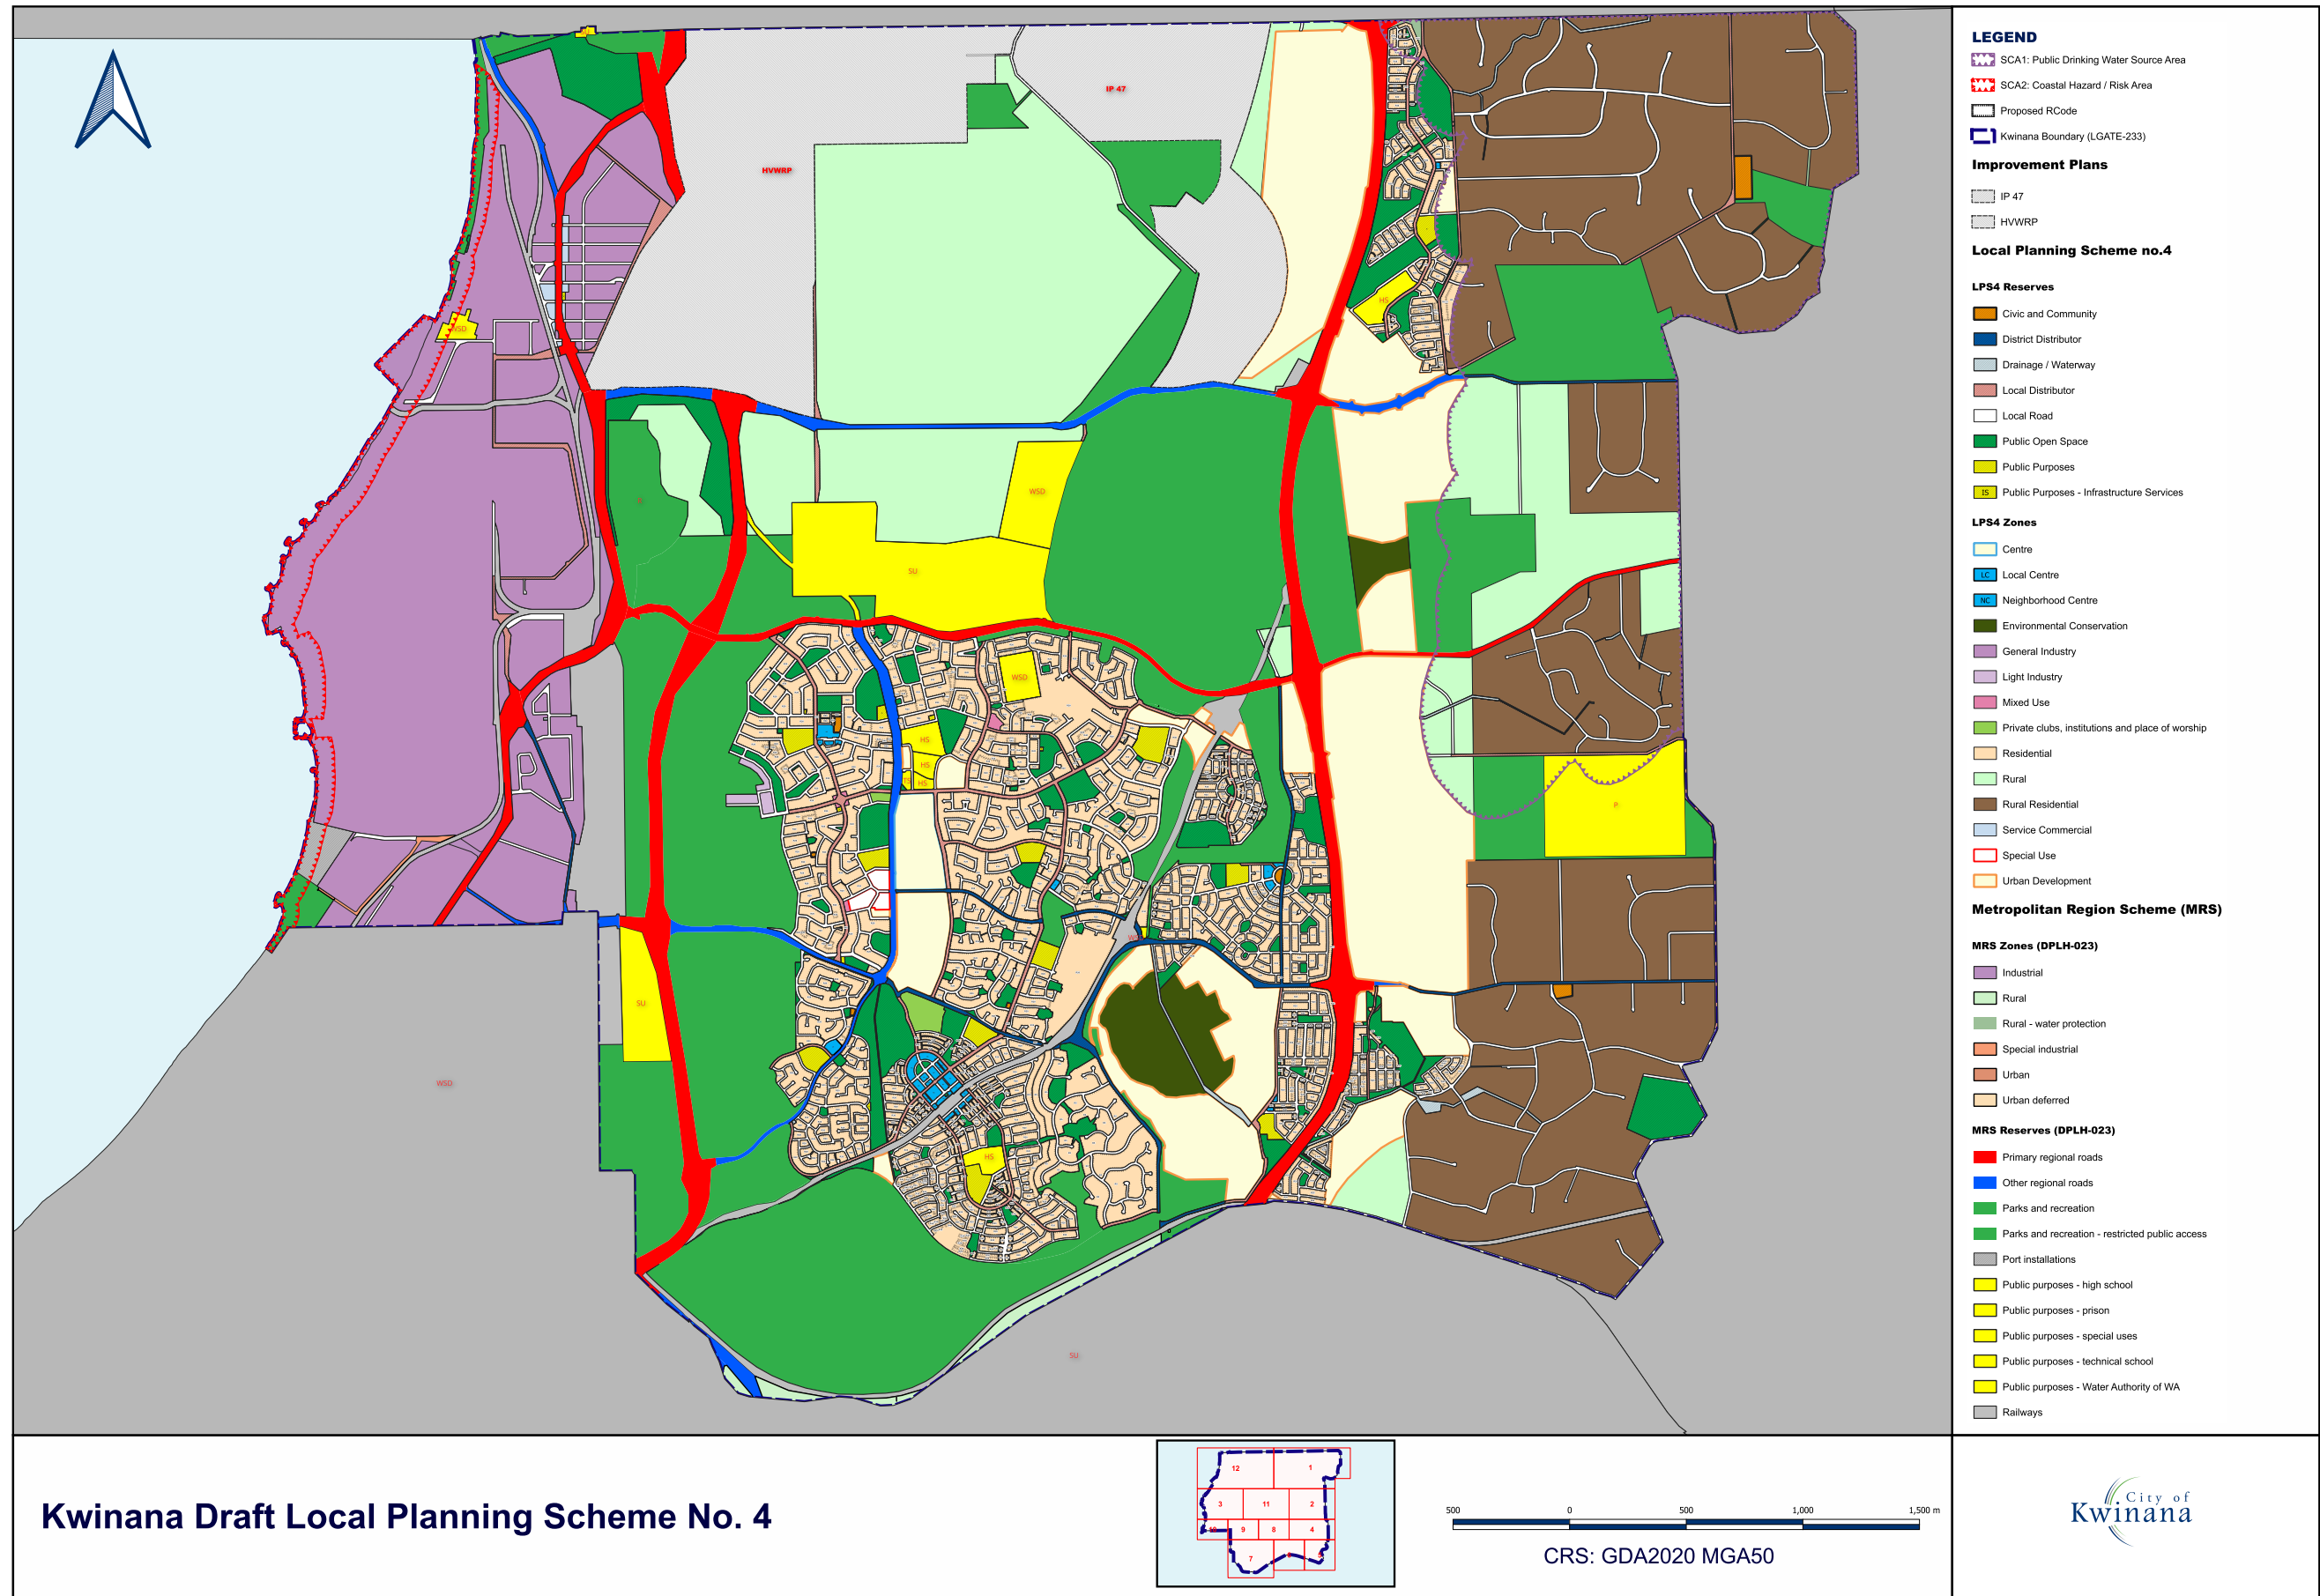 IP 47
HVWRP
WSD
HS
WSD
SU
WSD
HS
HS
HS
P
SU
WSD
HS
SU
LEGEND
SCA1: Public Drinking Water Source Area
SCA2: Coastal Hazard / Risk Area
Proposed RCode
Kwinana Boundary (LGATE-233)
Improvement Plans
IP 47
HVWRP
Local Planning Scheme no.4
LPS4 Reserves
Civic and Community
District Distributor
Drainage / Waterway
Local Distributor
Local Road
Public Open Space
Public Purposes
IS Public Purposes - Infrastructure Services
LPS4 Zones
Centre
LC Local Centre
NC Neighborhood Centre
Environmental Conservation
General Industry
Light Industry
Mixed Use
Private clubs, institutions and place of worship
Residential
Rural
Rural Residential
Service Commercial
Special Use
Urban Development
Metropolitan Region Scheme (MRS)
MRS Zones (DPLH-023)
Industrial
Rural
Rural - water protection
Special industrial
Urban
Urban deferred
MRS Reserves (DPLH-023)
Primary regional roads
Other regional roads
Parks and recreation
Parks and recreation - restricted public access
Port installations
Public purposes - high school
Public purposes - prison
Public purposes - special uses
Public purposes - technical school
Public purposes - Water Authority of WA
Railways
Kwinana Draft Local Planning Scheme No. 4
12 1
3 11 2
9 8 4
7
500 0 500 1,000 1,500 m
CRS: GDA2020 MGA50
City of
Kwinana